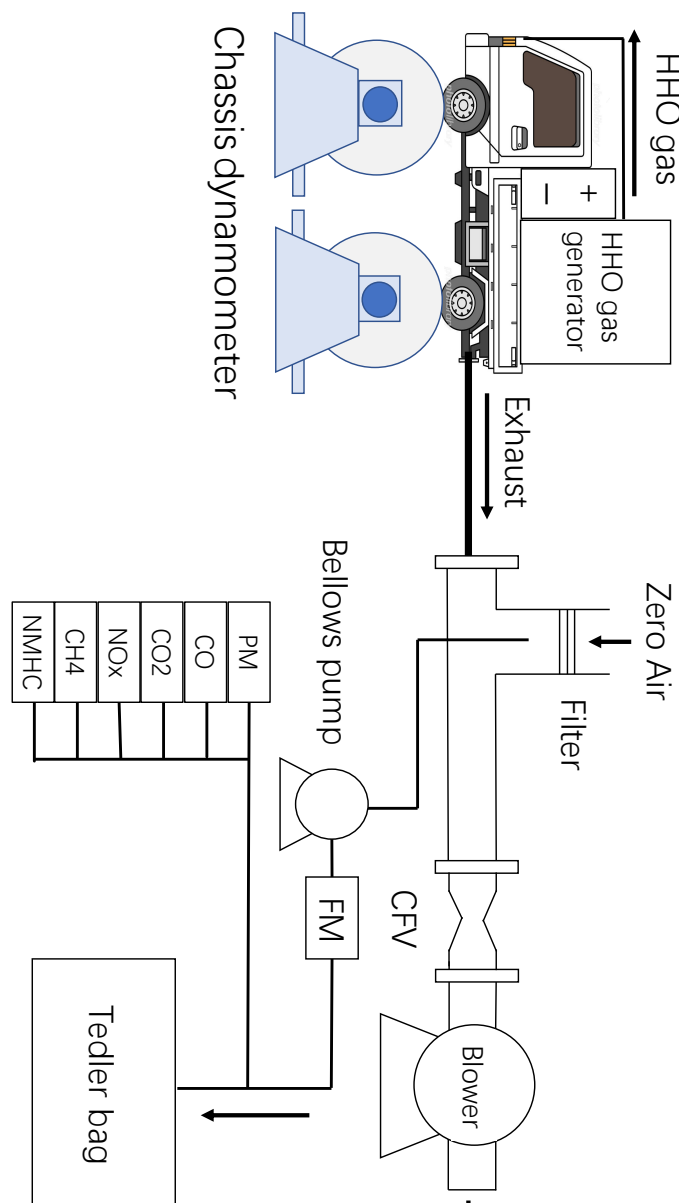 HHO gas
HHO gas
generator
+
−
Chassis dynamometer
Exhaust
Zero Air
Filter
Bellows pump
CFV
FM
Blower
PM
CO
CO2
NOx
CH4
NMHC
Tedler bag